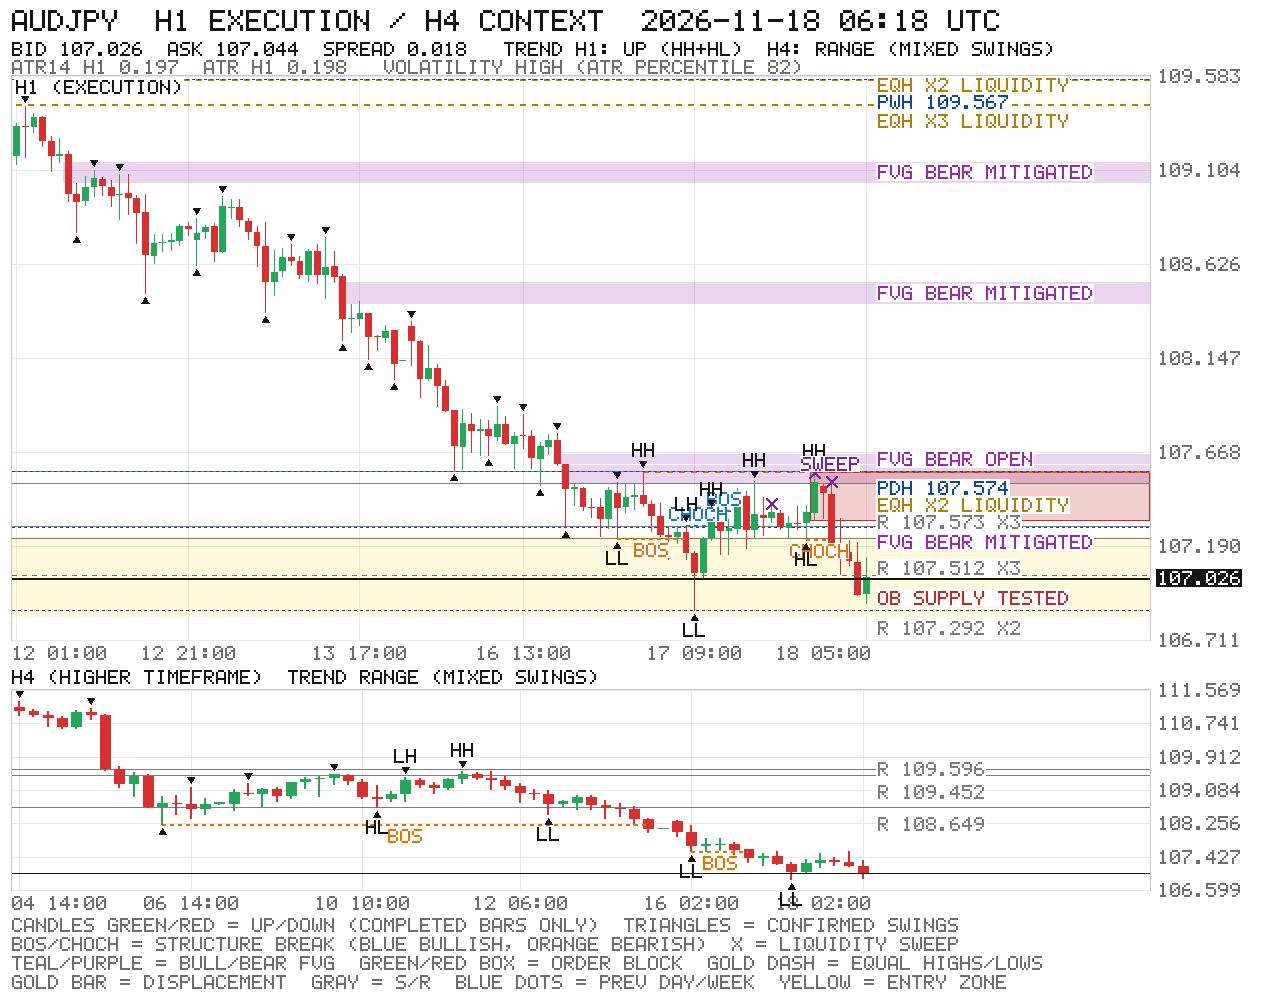 AUDJPY  H1 EXECUTION / H4 CONTEXT  2026-11-18 06:18 UTC
BID 107.026  ASK 107.044  SPREAD 0.018   TREND H1: UP (HH+HL)  H4: RANGE (MIXED SWINGS)
ATR14 H1 0.197  ATR H1 0.198   VOLATILITY HIGH (ATR PERCENTILE 82)
109.583
H1 (EXECUTION)
EQH X2 LIQUIDITY
PWH 109.567
EQH X3 LIQUIDITY
FVG BEAR MITIGATED
109.104
108.626
FVG BEAR MITIGATED
108.147
HH
HH
HH
107.668
FVG BEAR OPEN
SWEEP
PDH 107.574
HH
BOS
LH
EQH X2 LIQUIDITY
CHOCH
R 107.573 X3
FVG BEAR MITIGATED
107.190
LL
BOS
CHOCH
HL
R 107.512 X3
107.026
OB SUPPLY TESTED
LL
R 107.292 X2
106.711
12 01:00
12 21:00
13 17:00
16 13:00
17 09:00
18 05:00
H4 (HIGHER TIMEFRAME)  TREND RANGE (MIXED SWINGS)
111.569
110.741
LH
HH
109.912
R 109.596
R 109.452
109.084
R 108.649
108.256
HL
BOS
LL
107.427
BOS
LL
106.599
LL
04 14:00
06 14:00
10 10:00
12 06:00
16 02:00
02:00
CANDLES GREEN/RED = UP/DOWN (COMPLETED BARS ONLY)  TRIANGLES = CONFIRMED SWINGS
BOS/CHOCH = STRUCTURE BREAK (BLUE BULLISH, ORANGE BEARISH)  X = LIQUIDITY SWEEP
TEAL/PURPLE = BULL/BEAR FVG  GREEN/RED BOX = ORDER BLOCK  GOLD DASH = EQUAL HIGHS/LOWS
GOLD BAR = DISPLACEMENT  GRAY = S/R  BLUE DOTS = PREV DAY/WEEK  YELLOW = ENTRY ZONE